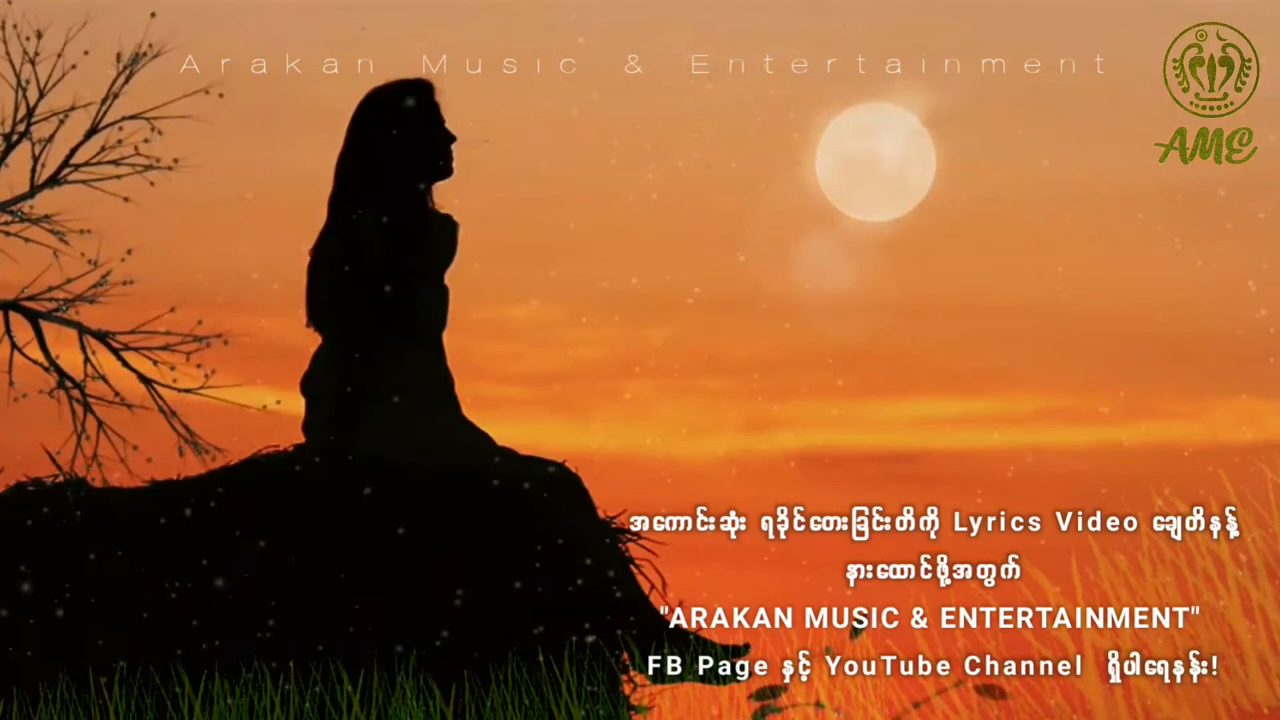 Arakan Music & Entertainment
AME
အကောင်းဆုံး ရခိုင်တေးခြင်းတိကို Lyrics Video ချေတိနန့်
နားထောင်ဖို့အတွက်
"ARAKAN MUSIC & ENTERTAINMENT"
FB Page နှင့် YouTube Channel ရှိပါရေနန်း!